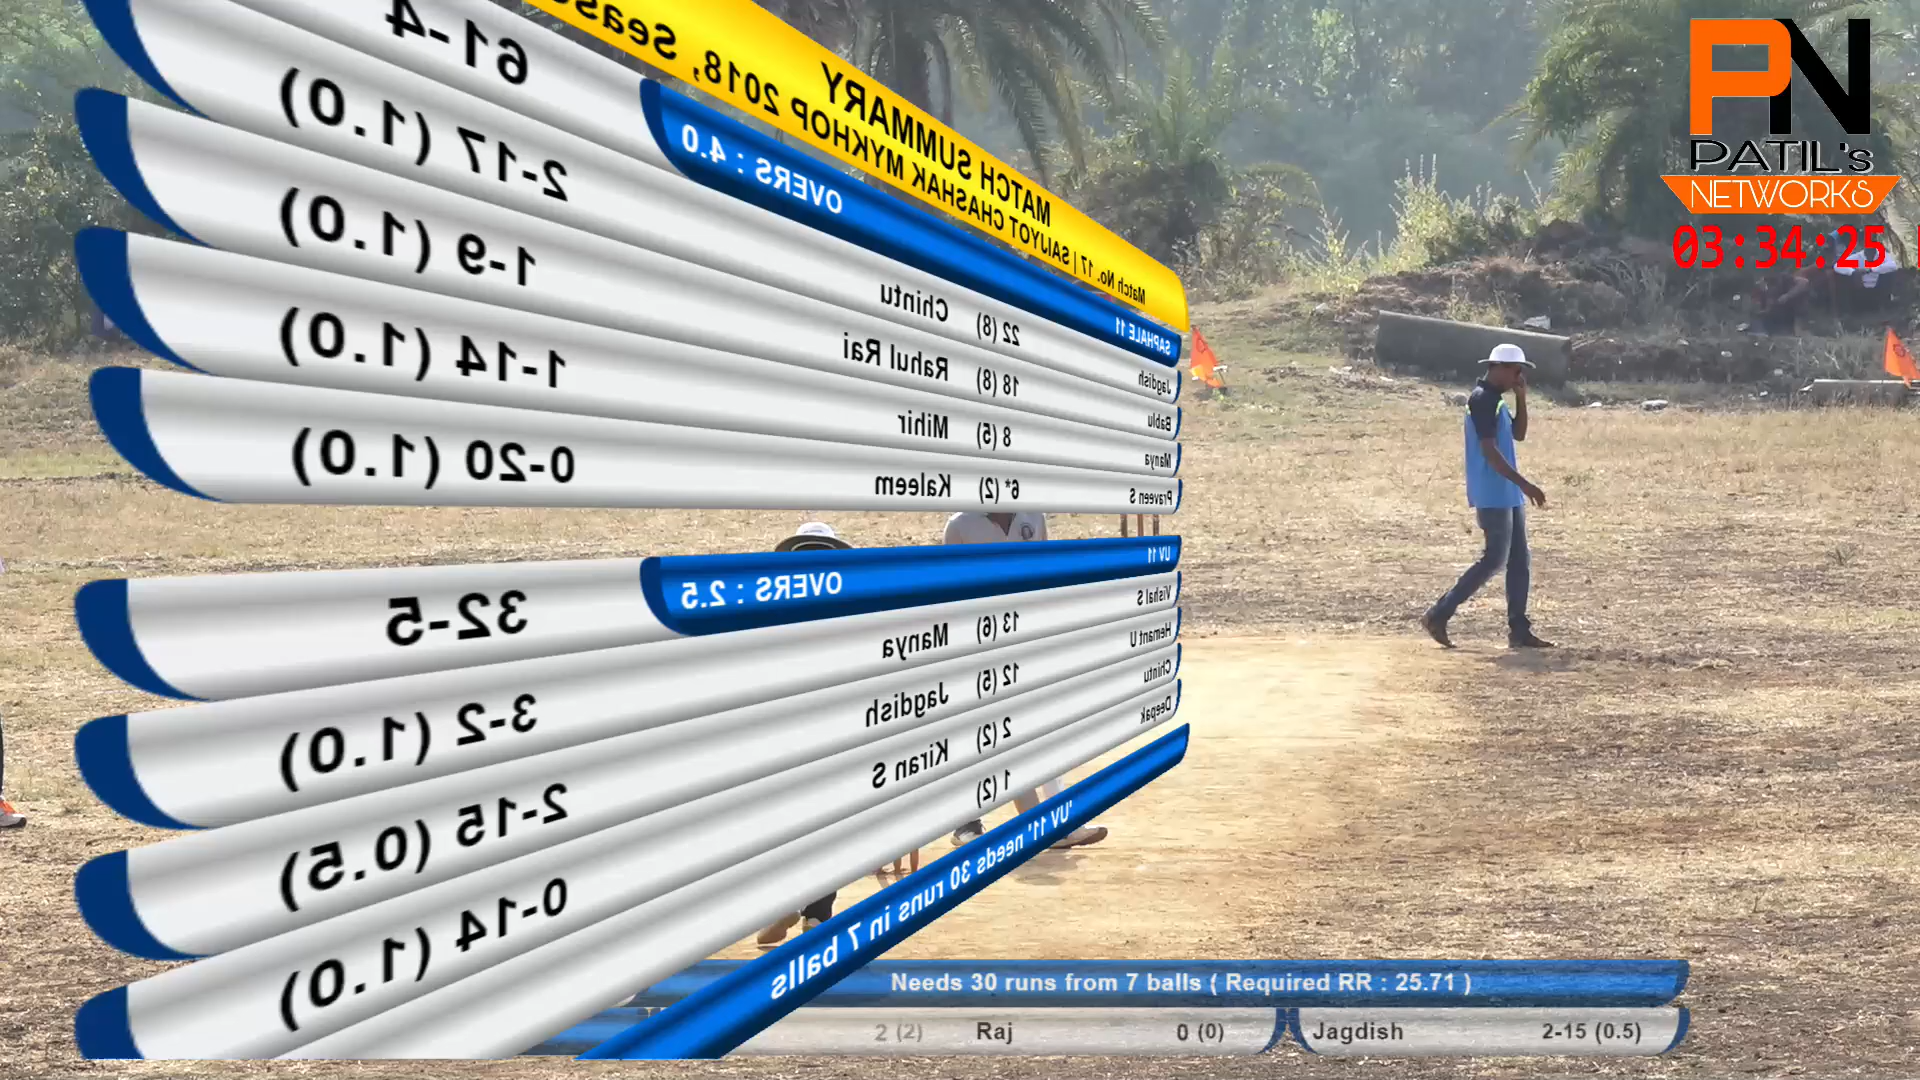 PN
PATIL's
NETWORKS
03:34:25
MATCH SUMMARY
Match No. 17 | SAIJYOT CHASHAK MYKHOP 2018, Seaso
SAPHALE 11 OVERS : 4.0 61-4
Jagdish 22 (8) Chintu 2-17 (1.0)
Bablu 18 (8) Rahul Rai 1-9 (1.0)
Manya 8 (5) Mihir 1-14 (1.0)
Praveen S 6* (2) Kaleem 0-20 (1.0)
UV 11 OVERS : 2.5 32-5
Vishal S 13 (6) Manya 3-2 (1.0)
Hemant U 12 (5) Jagdish 2-15 (0.5)
Chintu 2 (2) Kiran S 0-14 (1.0)
Deepak 1 (2)
'UV 11' needs 30 runs in 7 balls
Needs 30 runs from 7 balls ( Required RR : 25.71 )
2 (2) Raj 0 (0) Jagdish 2-15 (0.5)